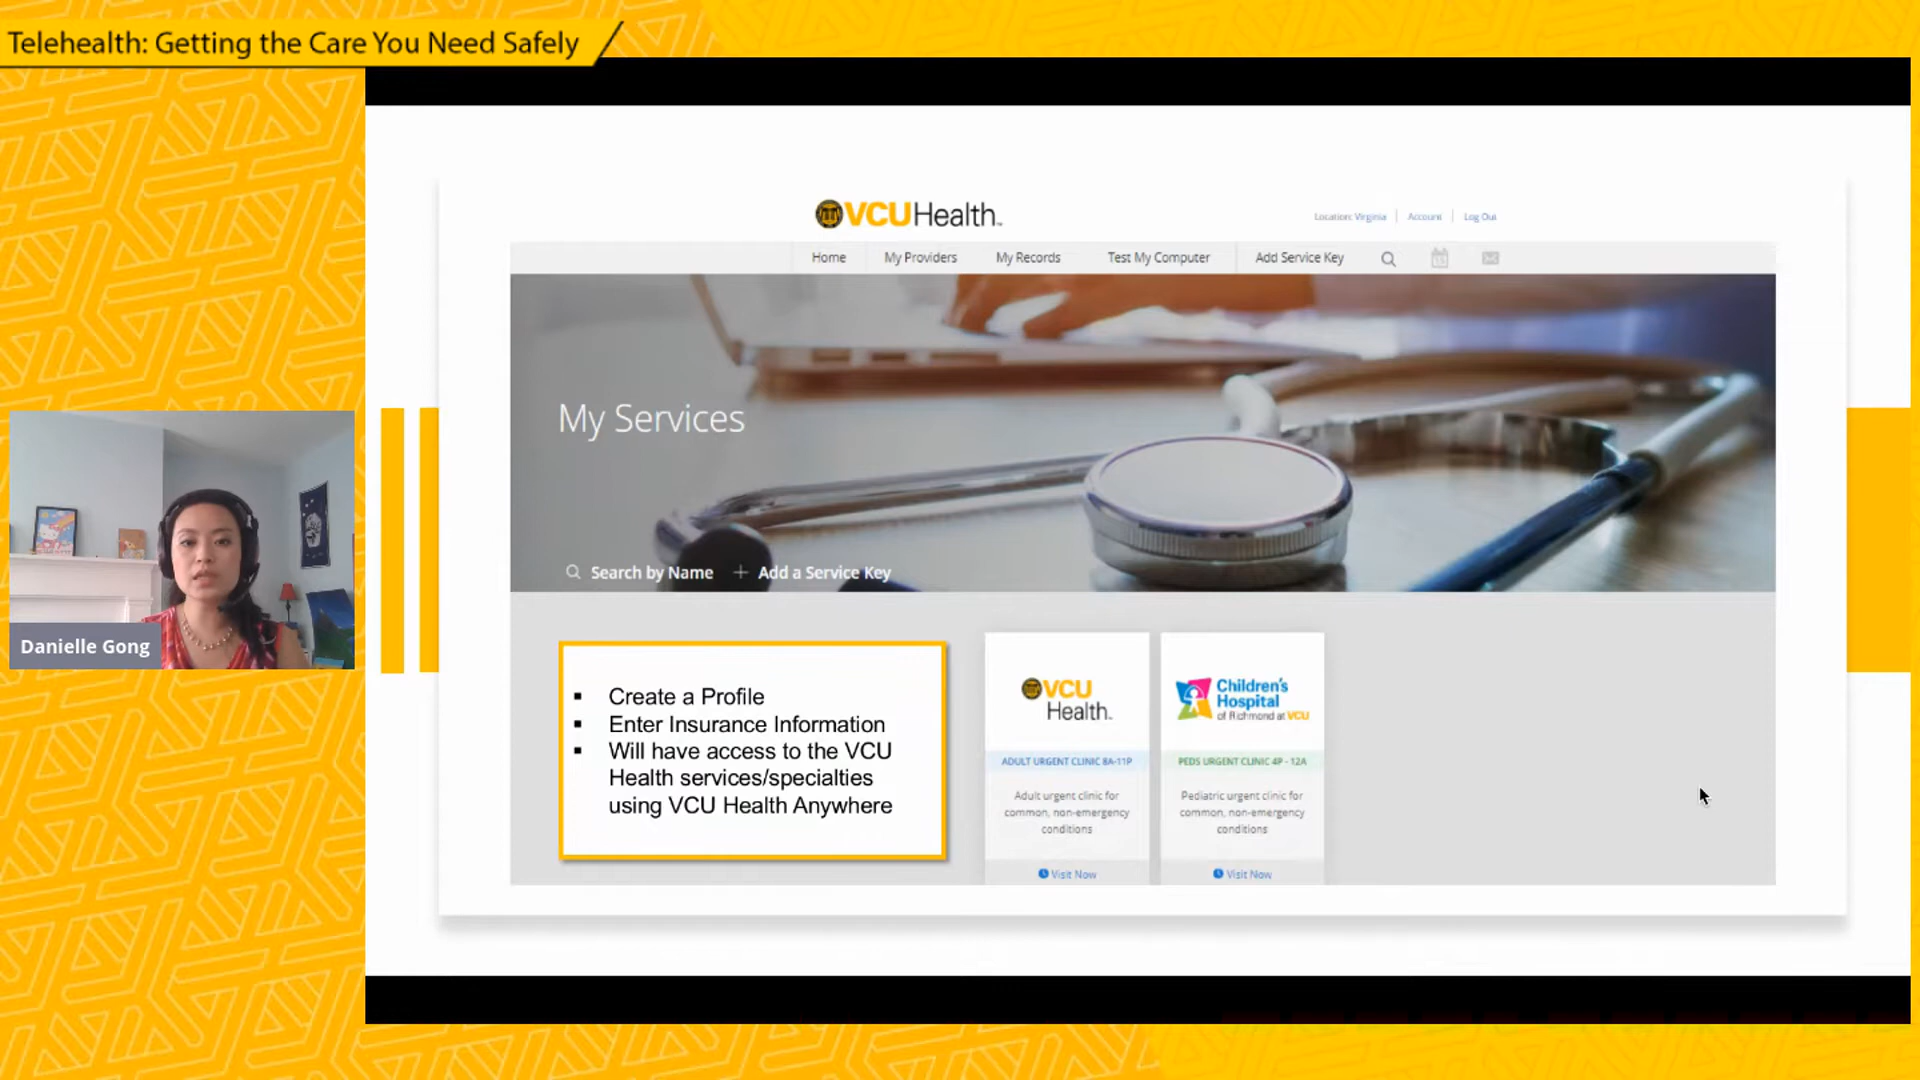 Telehealth: Getting the Care You Need Safely
VCUHealth™
Location: Virginia
Account
Log Out
Home
My Providers
My Records
Test My Computer
Add Service Key
My Services
Search by Name
Add a Service Key
Danielle Gong
▪ Create a Profile
▪ Enter Insurance Information
▪ Will have access to the VCU
Health services/specialties
using VCU Health Anywhere
VCU
Health™
ADULT URGENT CLINIC 8A-11P
Adult urgent clinic for
common, non-emergency
conditions
Visit Now
Children's
Hospital
of Richmond at VCU
PEDS URGENT CLINIC 4P - 12A
Pediatric urgent clinic for
common, non-emergency
conditions
Visit Now